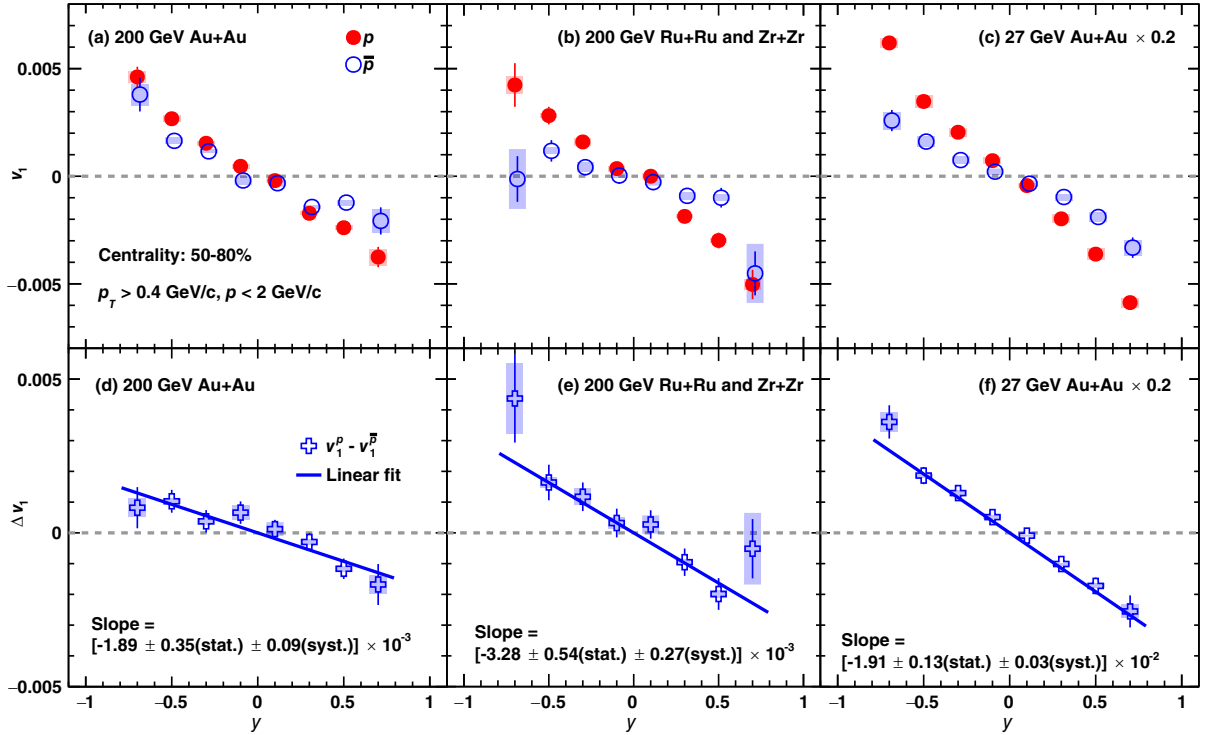 (a) 200 GeV Au+Au
p
p̅
Centrality: 50-80%
p_T > 0.4 GeV/c, p < 2 GeV/c
0.005
0
−0.005
v₁
(b) 200 GeV Ru+Ru and Zr+Zr
(c) 27 GeV Au+Au × 0.2
(d) 200 GeV Au+Au
v₁^p - v₁^p̅
Linear fit
Slope =
[-1.89 ± 0.35(stat.) ± 0.09(syst.)] × 10⁻³
0.005
0
−0.005
Δv₁
(e) 200 GeV Ru+Ru and Zr+Zr
Slope =
[-3.28 ± 0.54(stat.) ± 0.27(syst.)] × 10⁻³
(f) 27 GeV Au+Au × 0.2
Slope =
[-1.91 ± 0.13(stat.) ± 0.03(syst.)] × 10⁻²
−1 −0.5 0 0.5 1
−1 −0.5 0 0.5 1
−1 −0.5 0 0.5 1
y
y
y